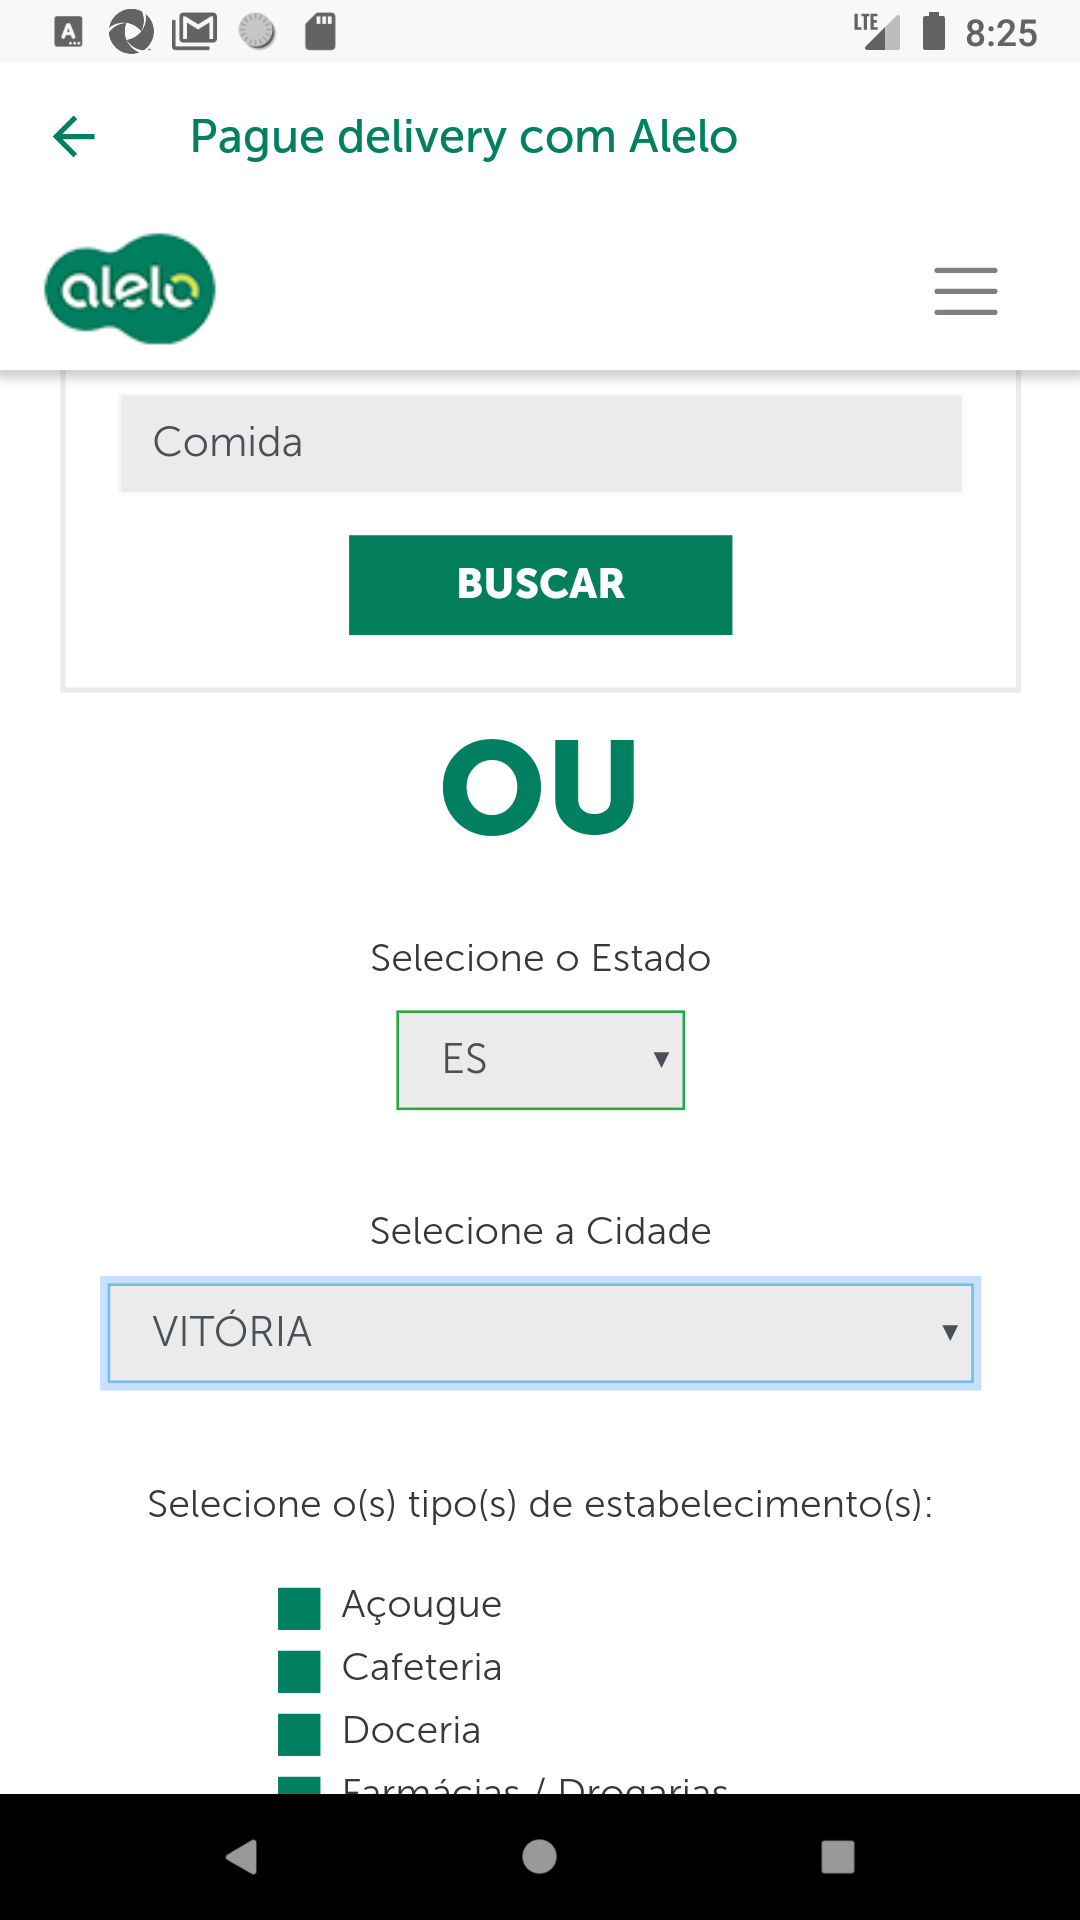 LTE 8:25
Pague delivery com Alelo
alelo
Comida
BUSCAR
OU
Selecione o Estado
ES
Selecione a Cidade
VITÓRIA
Selecione o(s) tipo(s) de estabelecimento(s):
Açougue
Cafeteria
Doceria
Farmácias / Drogarias